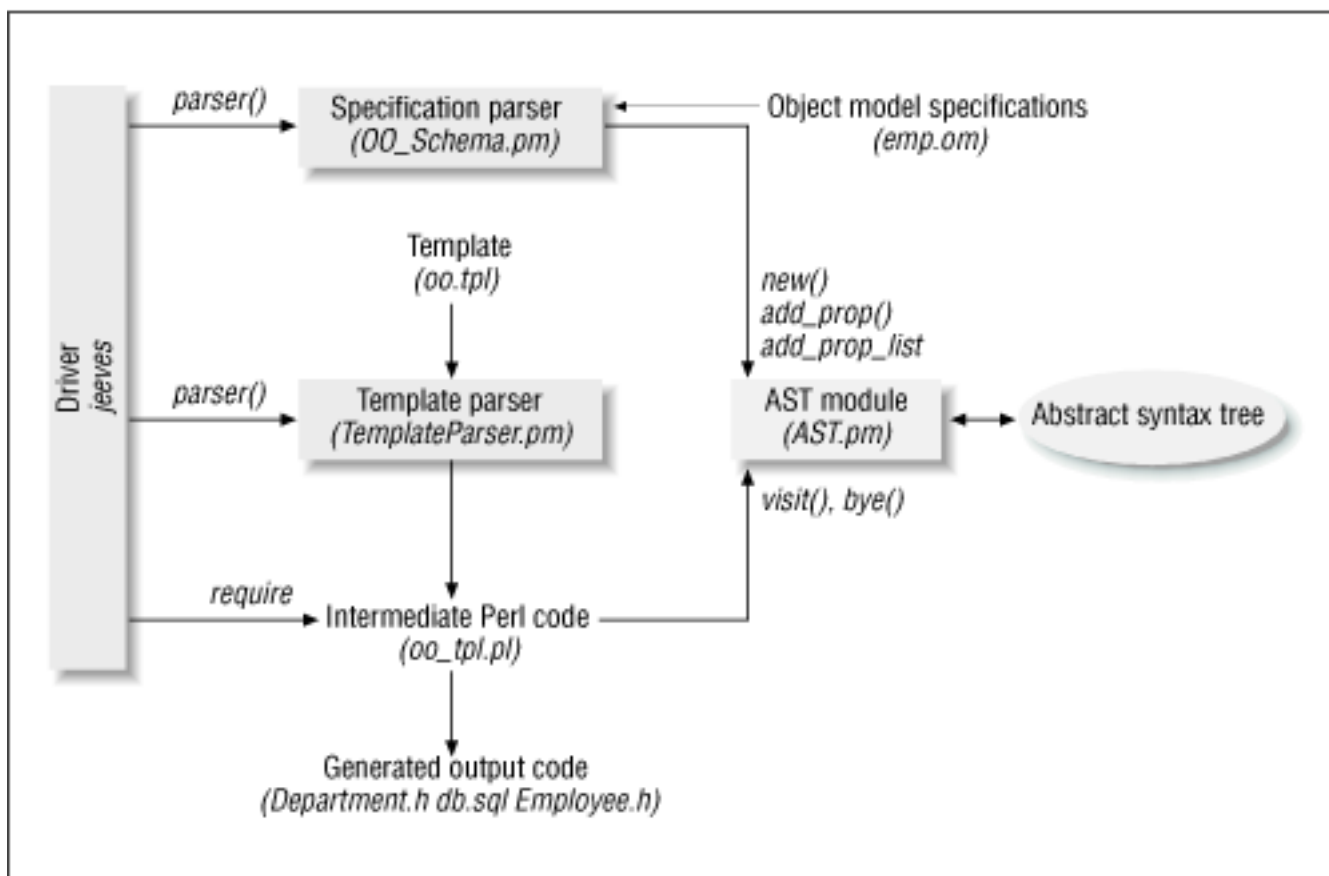 Driver
jeeves
parser()
Specification parser
(OO_Schema.pm)
Object model specifications
(emp.om)
Template
(oo.tpl)
new()
add_prop()
add_prop_list
parser()
Template parser
(TemplateParser.pm)
AST module
(AST.pm)
Abstract syntax tree
visit(), bye()
require
Intermediate Perl code
(oo_tpl.pl)
Generated output code
(Department.h db.sql Employee.h)